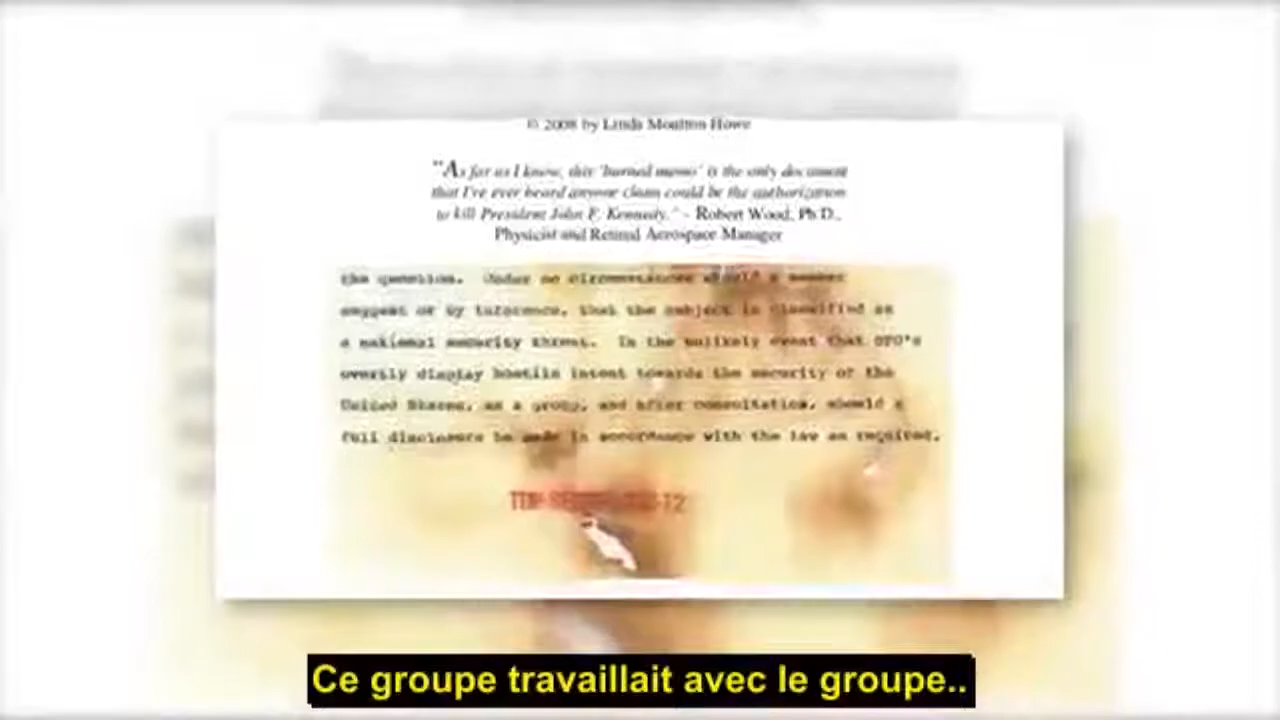 © 2008 by Linda Moulton Howe
"As far as I know, this 'burned memo' is the only document
that I've ever heard anyone claim could be the authorization
to kill President John F. Kennedy." - Robert Wood, Ph.D.,
Physicist and Retired Aerospace Manager
the question. Under no circumstances should a member
suggest or by inference, that the subject is classified as
a national security threat. In the unlikely event that UFO's
overtly display hostile intent towards the security of the
United States, as a group, and after consultation, should a
full disclosure be made in accordance with the law as required.
TOP
Ce groupe travaillait avec le groupe..